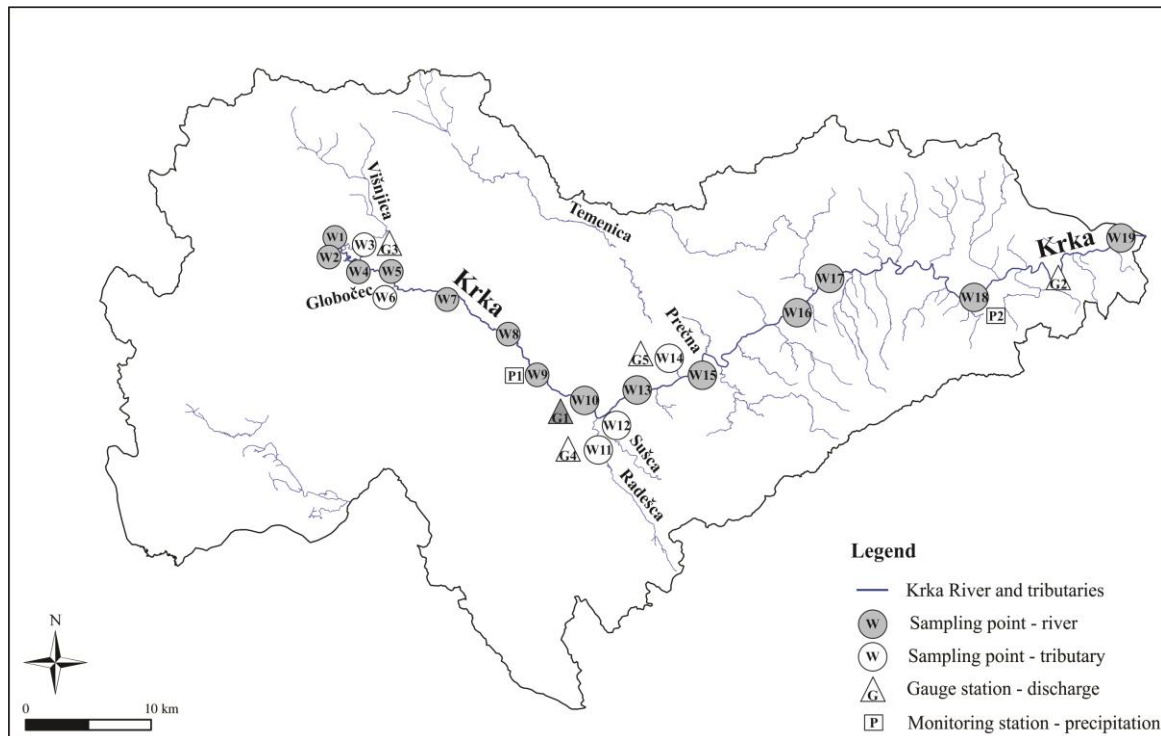 Višnjica
Temenica
W1
W3
G3
W2
W4
W5
Globočec
W6
W7
Krka
W8
P1
W9
W10
G1
G4
W11
W12
Sušca
Radešca
W13
G5
W14
Prečna
W15
W16
W17
W18
P2
G2
Krka
W19
Legend
Krka River and tributaries
W Sampling point - river
W Sampling point - tributary
G Gauge station - discharge
P Monitoring station - precipitation
N
0 10 km